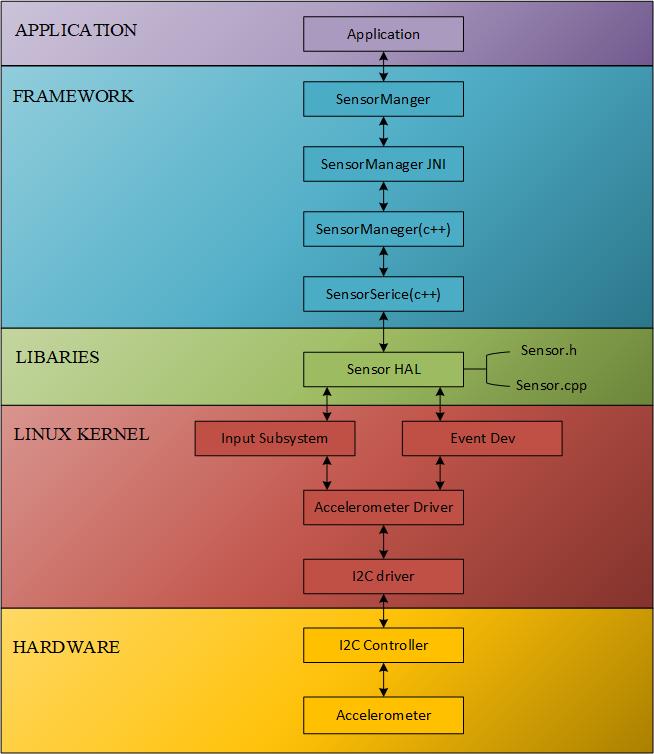 APPLICATION
Application
FRAMEWORK
SensorManger
SensorManager JNI
SensorManeger(c++)
SensorSerice(c++)
LIBARIES
Sensor HAL
Sensor.h
Sensor.cpp
LINUX KERNEL
Input Subsystem
Event Dev
Accelerometer Driver
I2C driver
HARDWARE
I2C Controller
Accelerometer